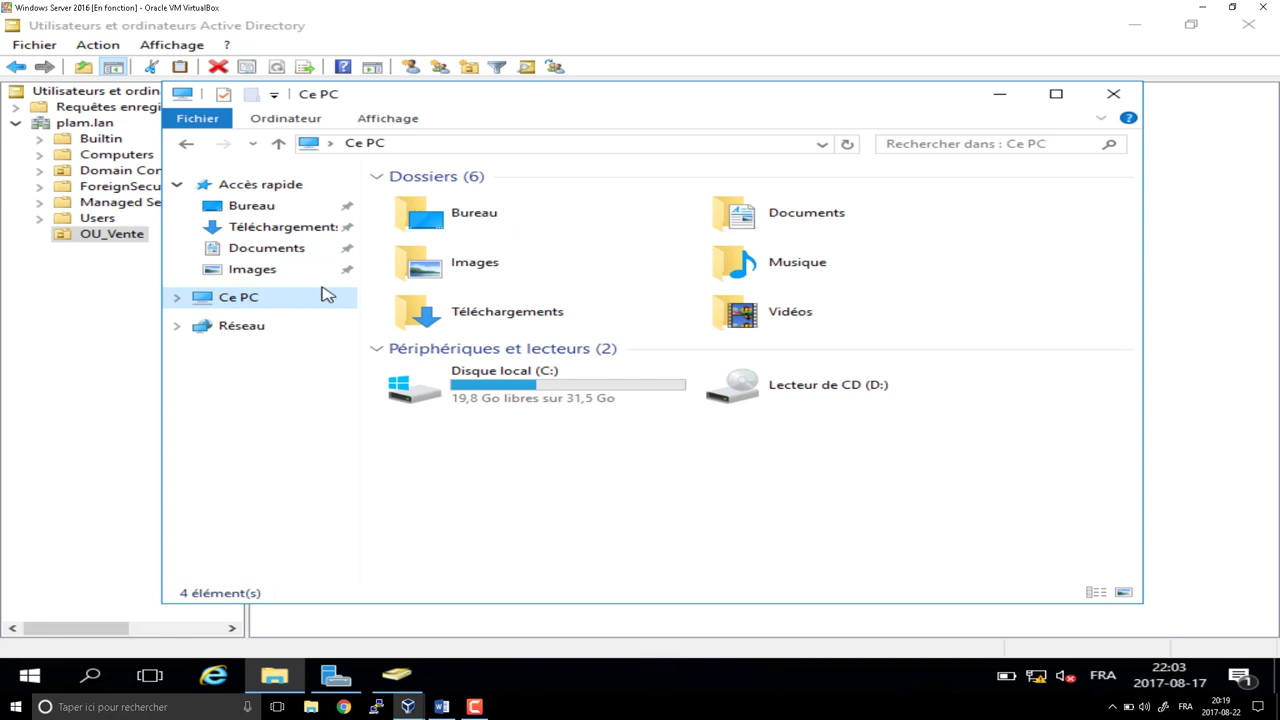 Windows Server 2016 [En fonction] - Oracle VM VirtualBox
Utilisateurs et ordinateurs Active Directory
Fichier Action Affichage ?
Utilisateurs et ordin
Requêtes enregi
plam.lan
Builtin
Computers
Domain Con
ForeignSecu
Managed Se
Users
OU_Vente
Ce PC
Fichier Ordinateur Affichage
Ce PC
Rechercher dans : Ce PC
Accès rapide
Bureau
Téléchargement:
Documents
Images
Ce PC
Réseau
Dossiers (6)
Bureau
Documents
Images
Musique
Téléchargements
Vidéos
Périphériques et lecteurs (2)
Disque local (C:)
19,8 Go libres sur 31,5 Go
Lecteur de CD (D:)
4 élément(s)
FRA
22:03
2017-08-17
1
Taper ici pour rechercher
FRA
20:19
2017-08-22